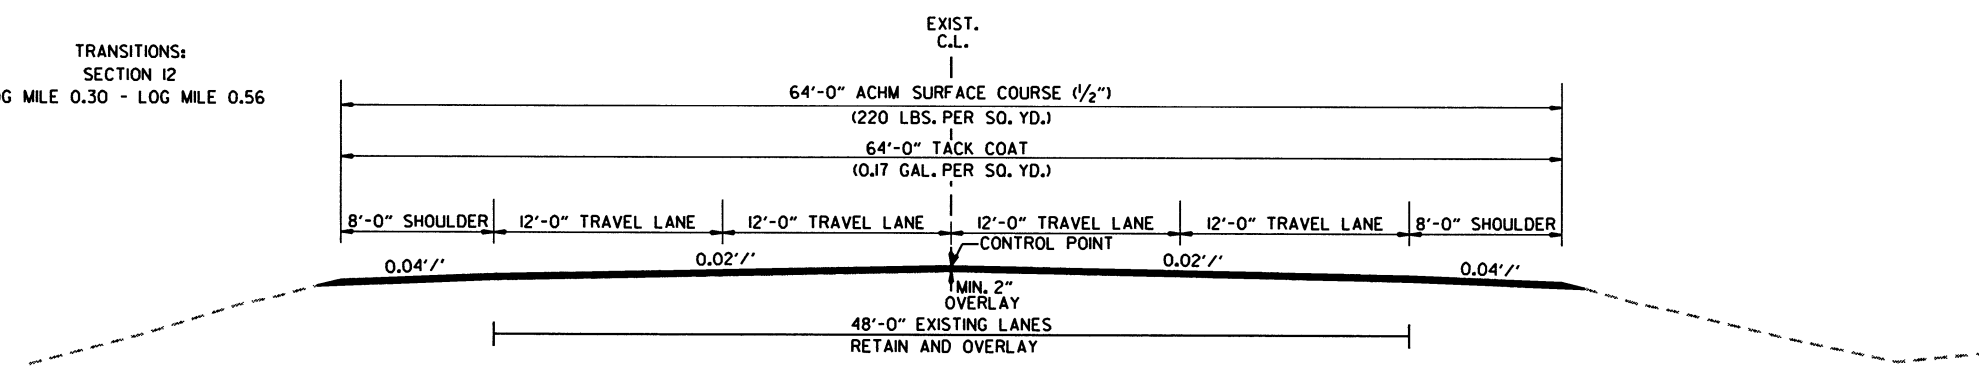 TRANSITIONS:
SECTION 12
G MILE 0.30 - LOG MILE 0.56
EXIST.
C.L.
64'-0" ACHM SURFACE COURSE (1/2")
(220 LBS. PER SQ. YD.)
64'-0" TACK COAT
(0.17 GAL. PER SQ. YD.)
8'-0" SHOULDER
12'-0" TRAVEL LANE
12'-0" TRAVEL LANE
12'-0" TRAVEL LANE
12'-0" TRAVEL LANE
8'-0" SHOULDER
CONTROL POINT
0.04'/'
0.02'/'
0.02'/'
0.04'/'
MIN. 2"
OVERLAY
48'-0" EXISTING LANES
RETAIN AND OVERLAY